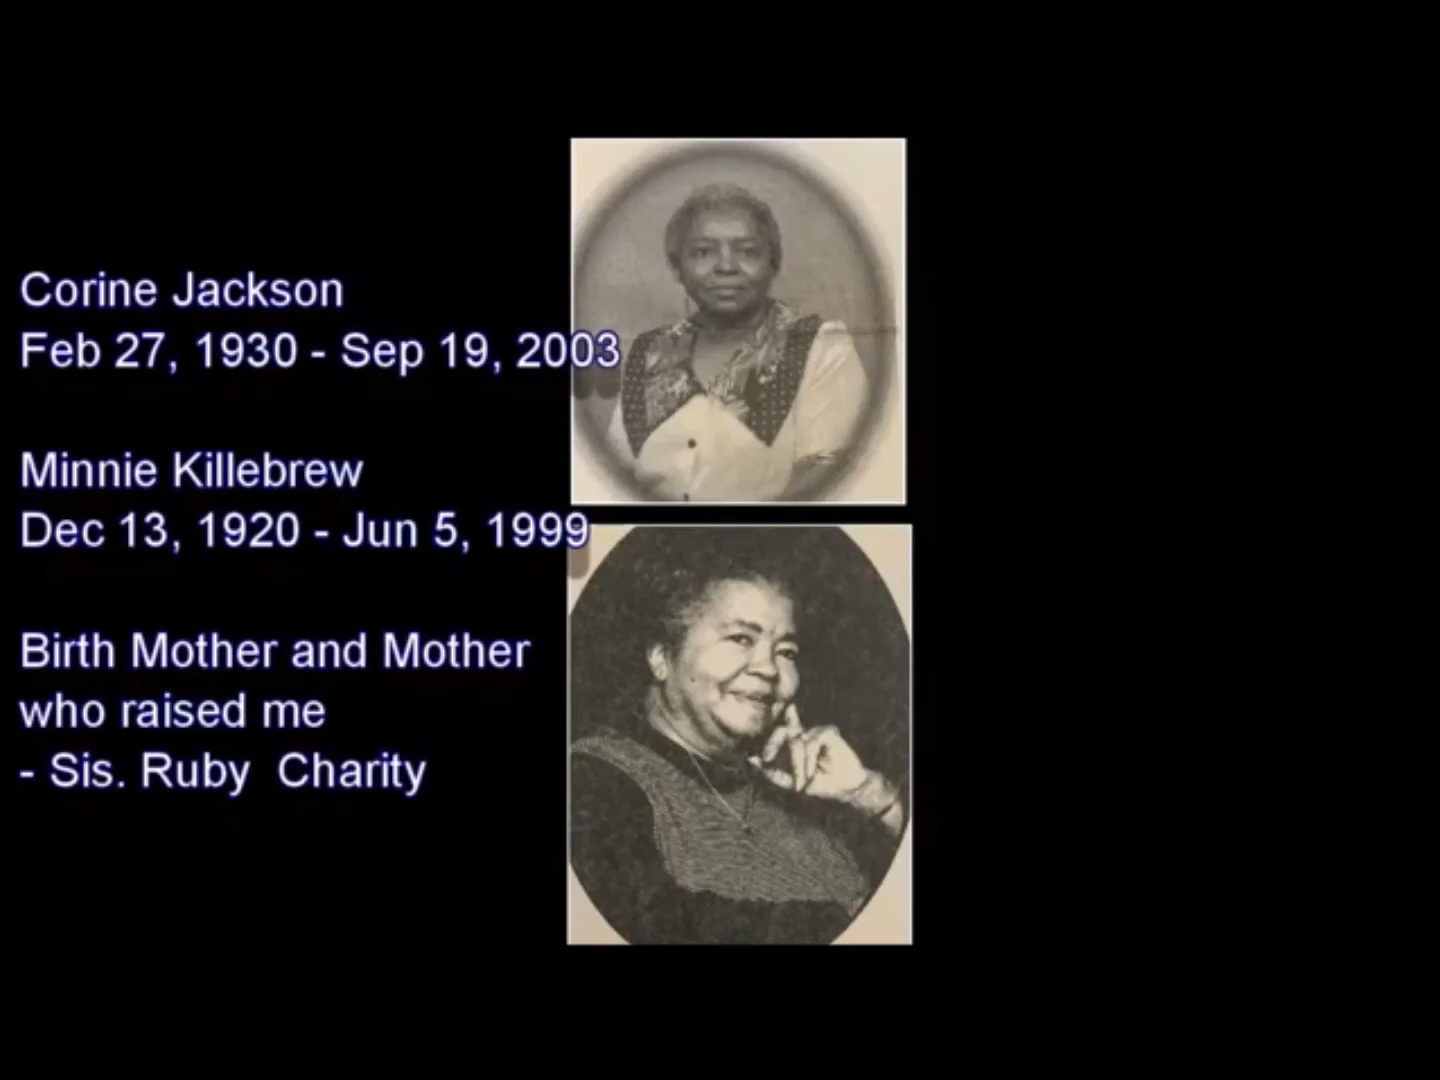 Corine Jackson
Feb 27, 1930 - Sep 19, 2003
Minnie Killebrew
Dec 13, 1920 - Jun 5, 1999
Birth Mother and Mother
who raised me
- Sis. Ruby  Charity